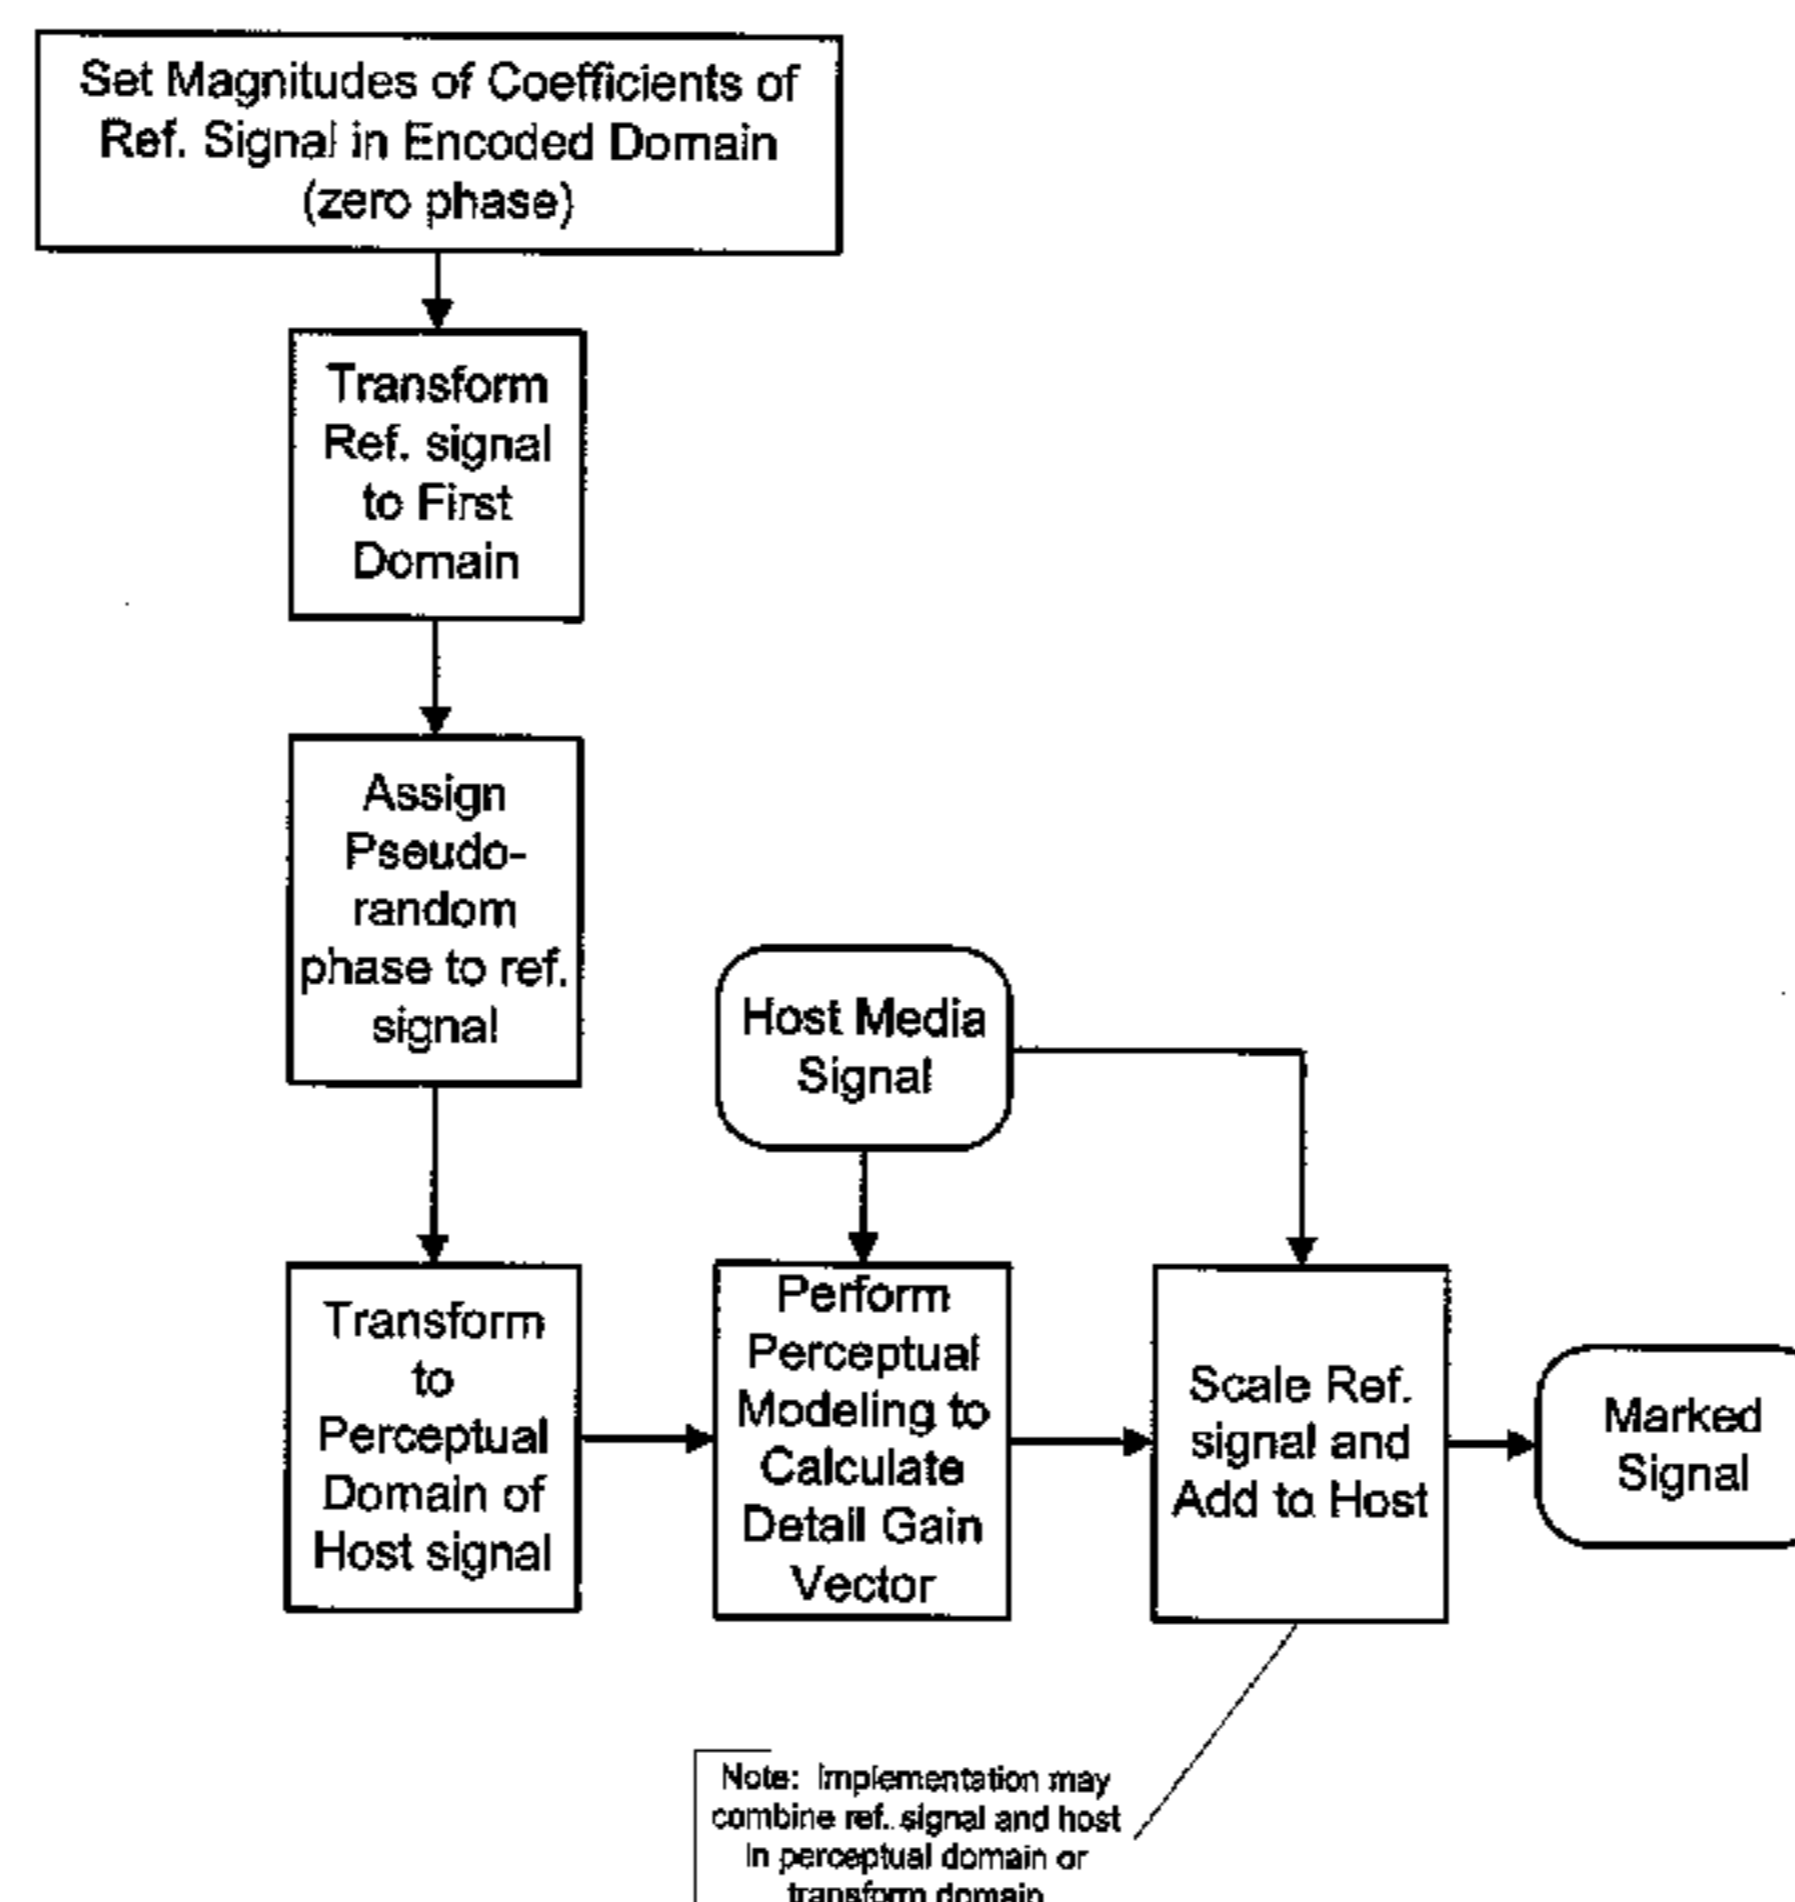 Set Magnitudes of Coefficients of
Ref. Signal in Encoded Domain
(zero phase)
Transform
Ref. signal
to First
Domain
Assign
Pseudo-
random
phase to ref.
signal
Host Media
Signal
Transform
to
Perceptual
Domain of
Host signal
Perform
Perceptual
Modeling to
Calculate
Detail Gain
Vector
Scale Ref.
signal and
Add to Host
Marked
Signal
Note: Implementation may
combine ref. signal and host
in perceptual domain or
transform domain